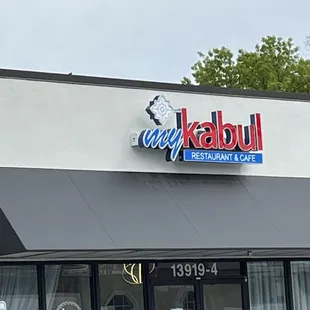 my kabul
RESTAURANT & CAFE
13919-4